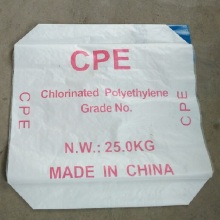 CPE
Chlorinated Polyethylene
Grade No.
CPE
CPE
N.W.: 25.0KG
MADE IN CHINA